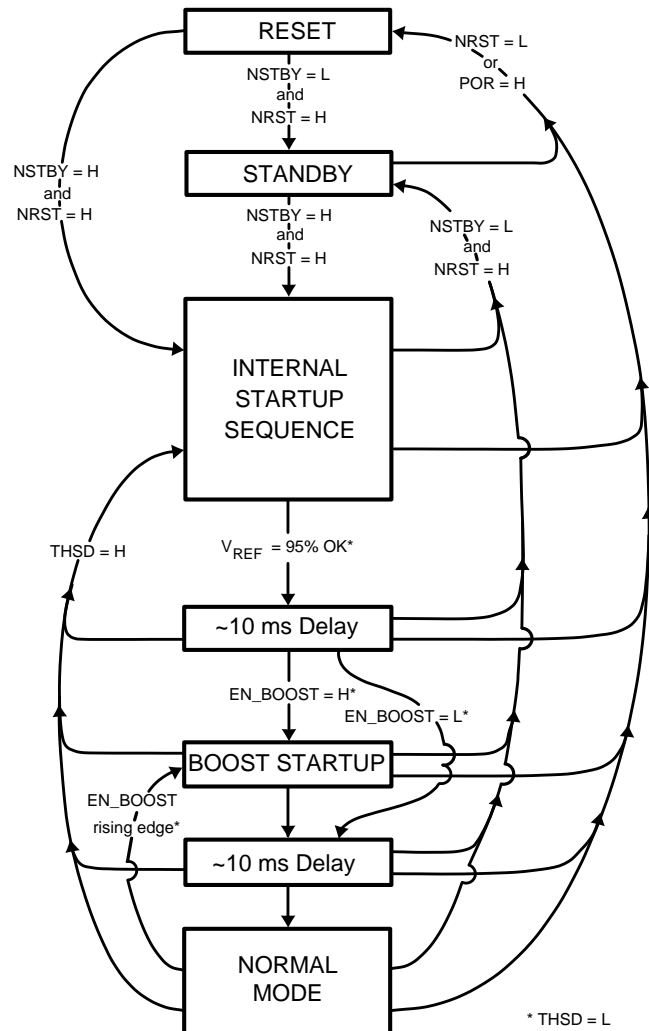 RESET
NRST = L
or
POR = H
NSTBY = L
and
NRST = H
NSTBY = H
and
NRST = H
STANDBY
NSTBY = H
and
NRST = H
NSTBY = L
and
NRST = H
INTERNAL
STARTUP
SEQUENCE
THSD = H
VREF = 95% OK*
~10 ms Delay
EN_BOOST = H*
EN_BOOST = L*
BOOST STARTUP
EN_BOOST
rising edge*
~10 ms Delay
NORMAL
MODE
* THSD = L